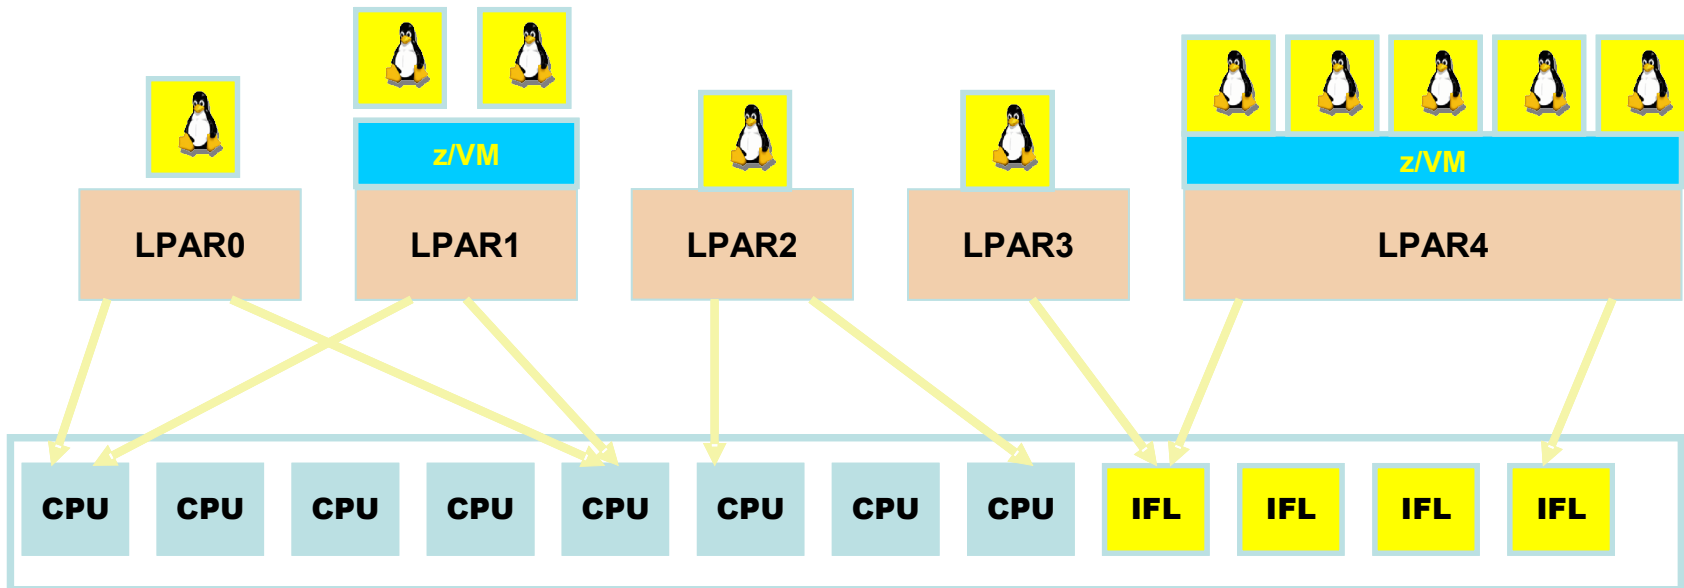 z/VM
z/VM
LPAR0
LPAR1
LPAR2
LPAR3
LPAR4
CPU
CPU
CPU
CPU
CPU
CPU
CPU
CPU
IFL
IFL
IFL
IFL